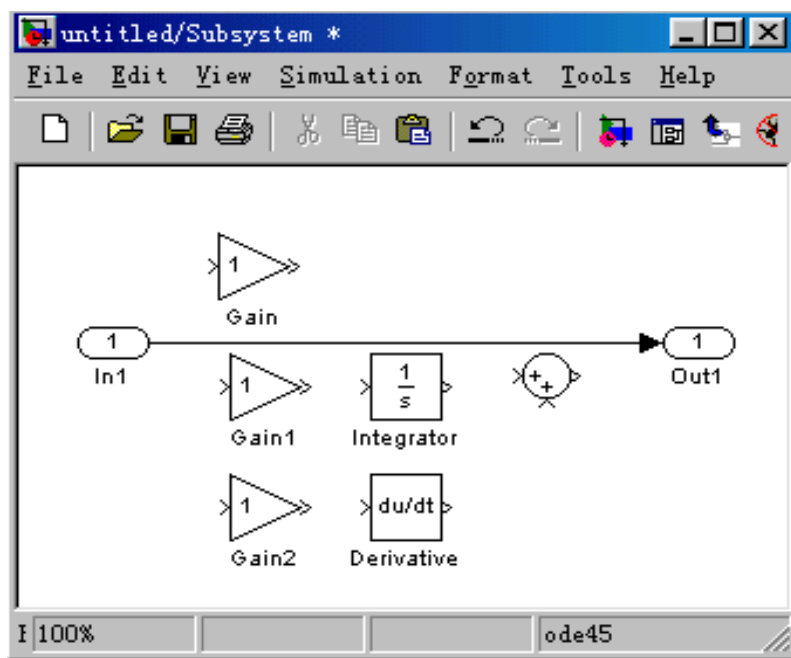 untitled/Subsystem *
File Edit View Simulation Format Tools Help
1
Gain
1
In1
1
Out1
1
Gain1
1
s
Integrator
+
+
1
Gain2
du/dt
Derivative
100%
ode45